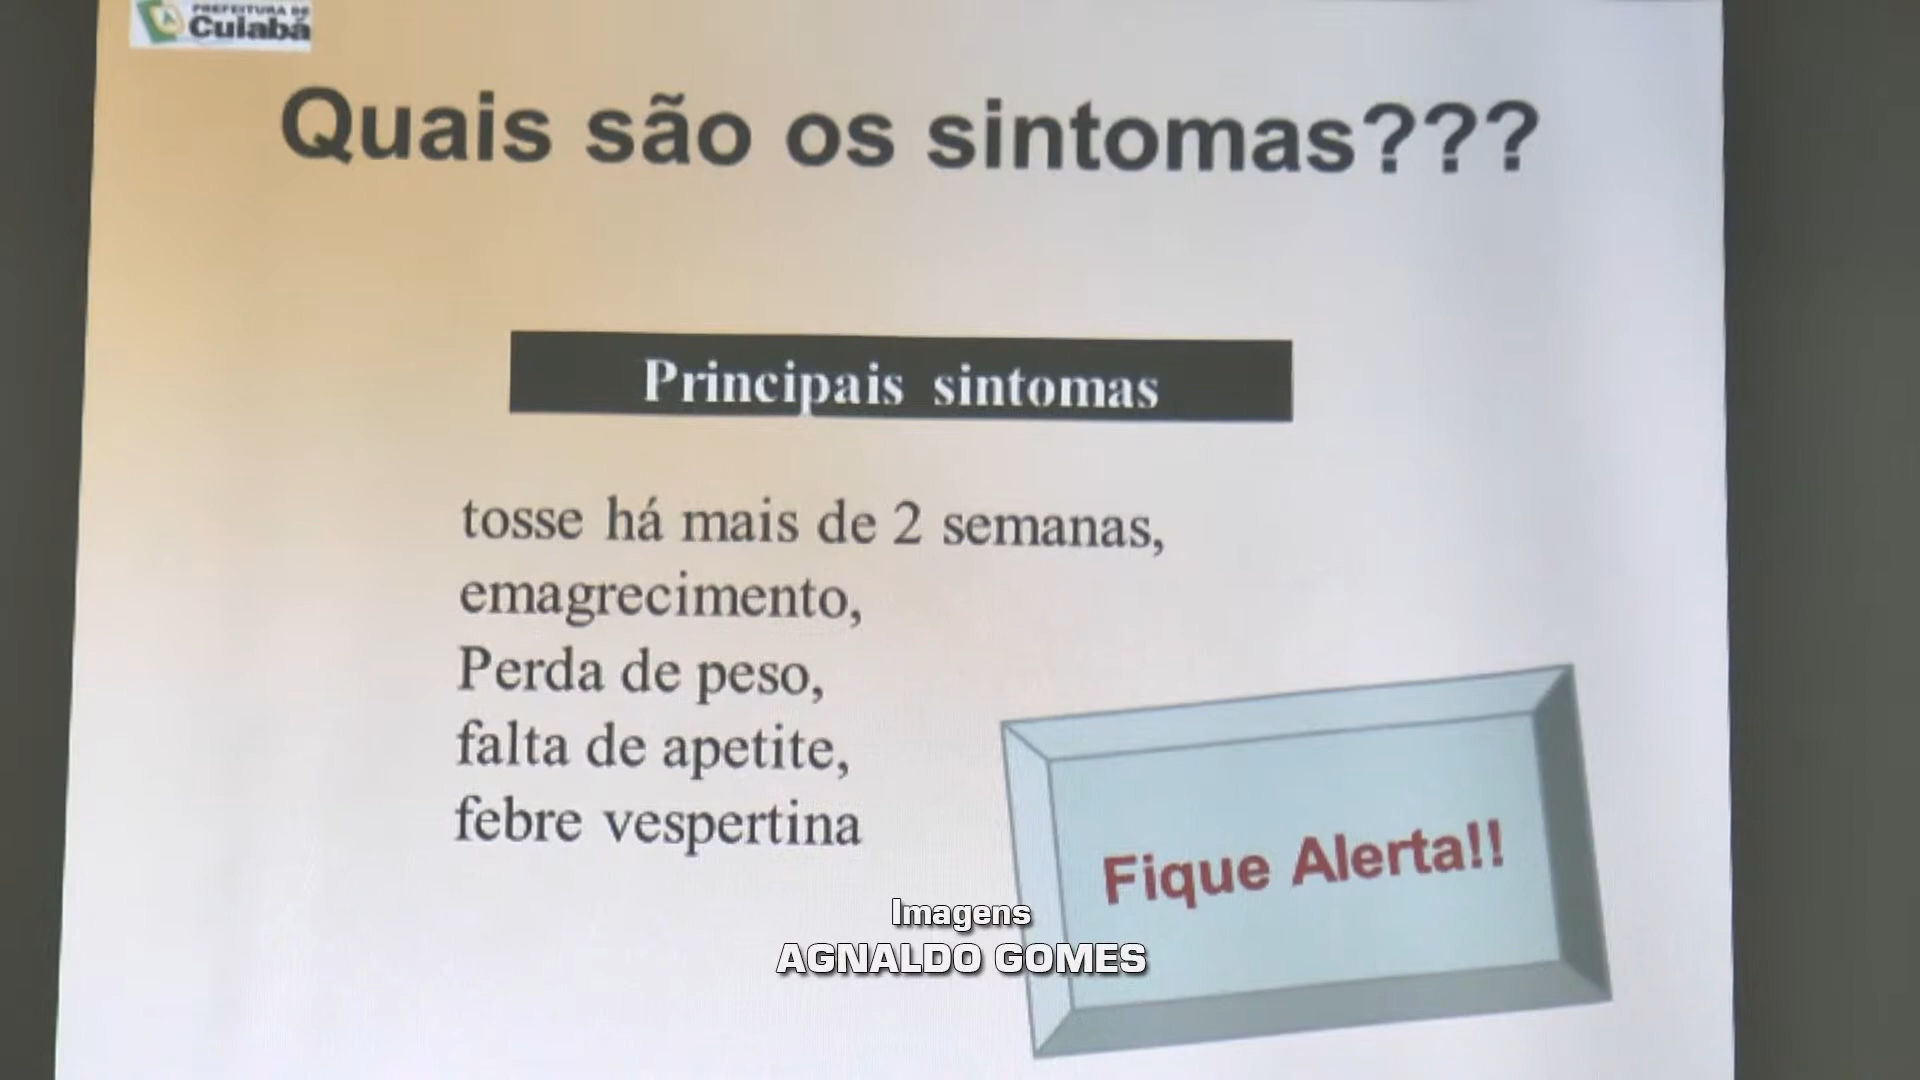 PREFEITURA DE
Cuiabá
Quais são os sintomas???
Principais sintomas
tosse há mais de 2 semanas,
emagrecimento,
Perda de peso,
falta de apetite,
febre vespertina
Fique Alerta!!
Imagens
AGNALDO GOMES